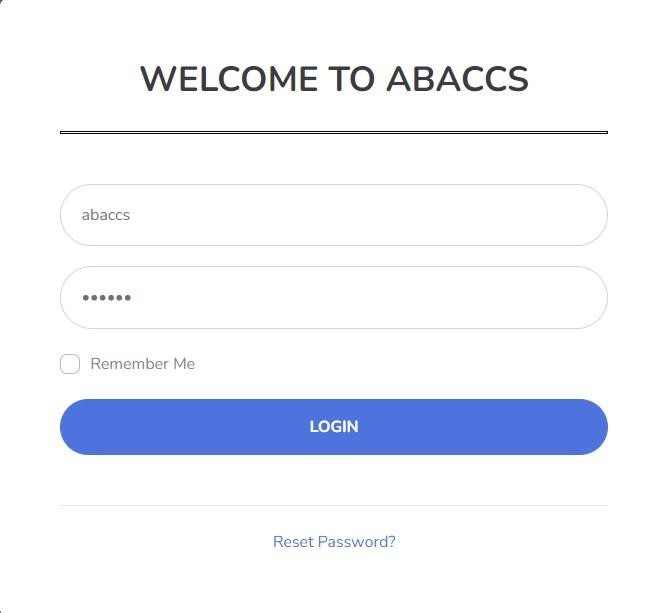 WELCOME TO ABACCS
abaccs
••••••
Remember Me
LOGIN
Reset Password?